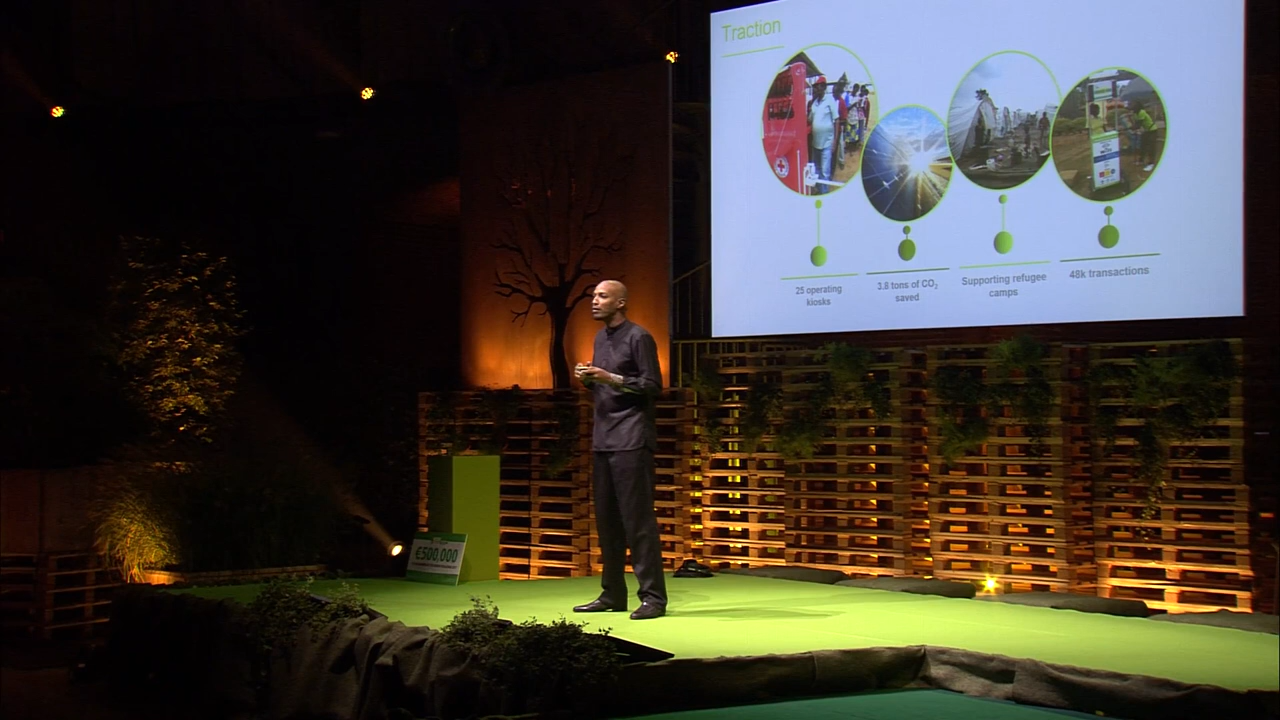 Traction
25 operating
kiosks
3.8 tons of CO₂
saved
Supporting refugee
camps
48k transactions
€500,000